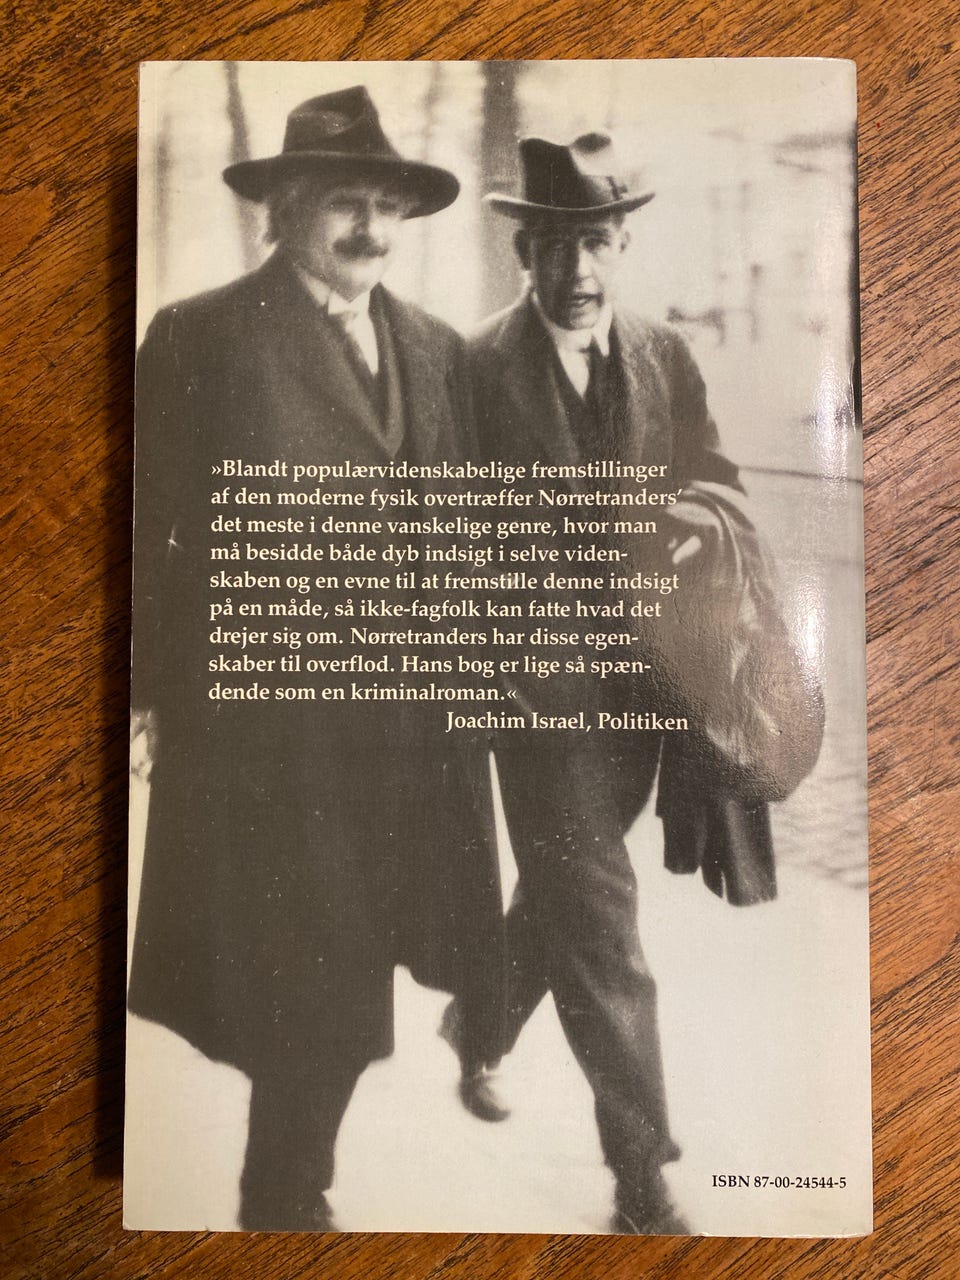 »Blandt populærvidenskabelige fremstillinger
af den moderne fysik overtræffer Nørretranders’
det meste i denne vanskelige genre, hvor man
må besidde både dyb indsigt i selve viden-
skaben og en evne til at fremstille denne indsigt
på en måde, så ikke-fagfolk kan fatte hvad det
drejer sig om. Nørretranders har disse egen-
skaber til overflod. Hans bog er lige så spæn-
dende som en kriminalroman.«
Joachim Israel, Politiken
ISBN 87-00-24544-5